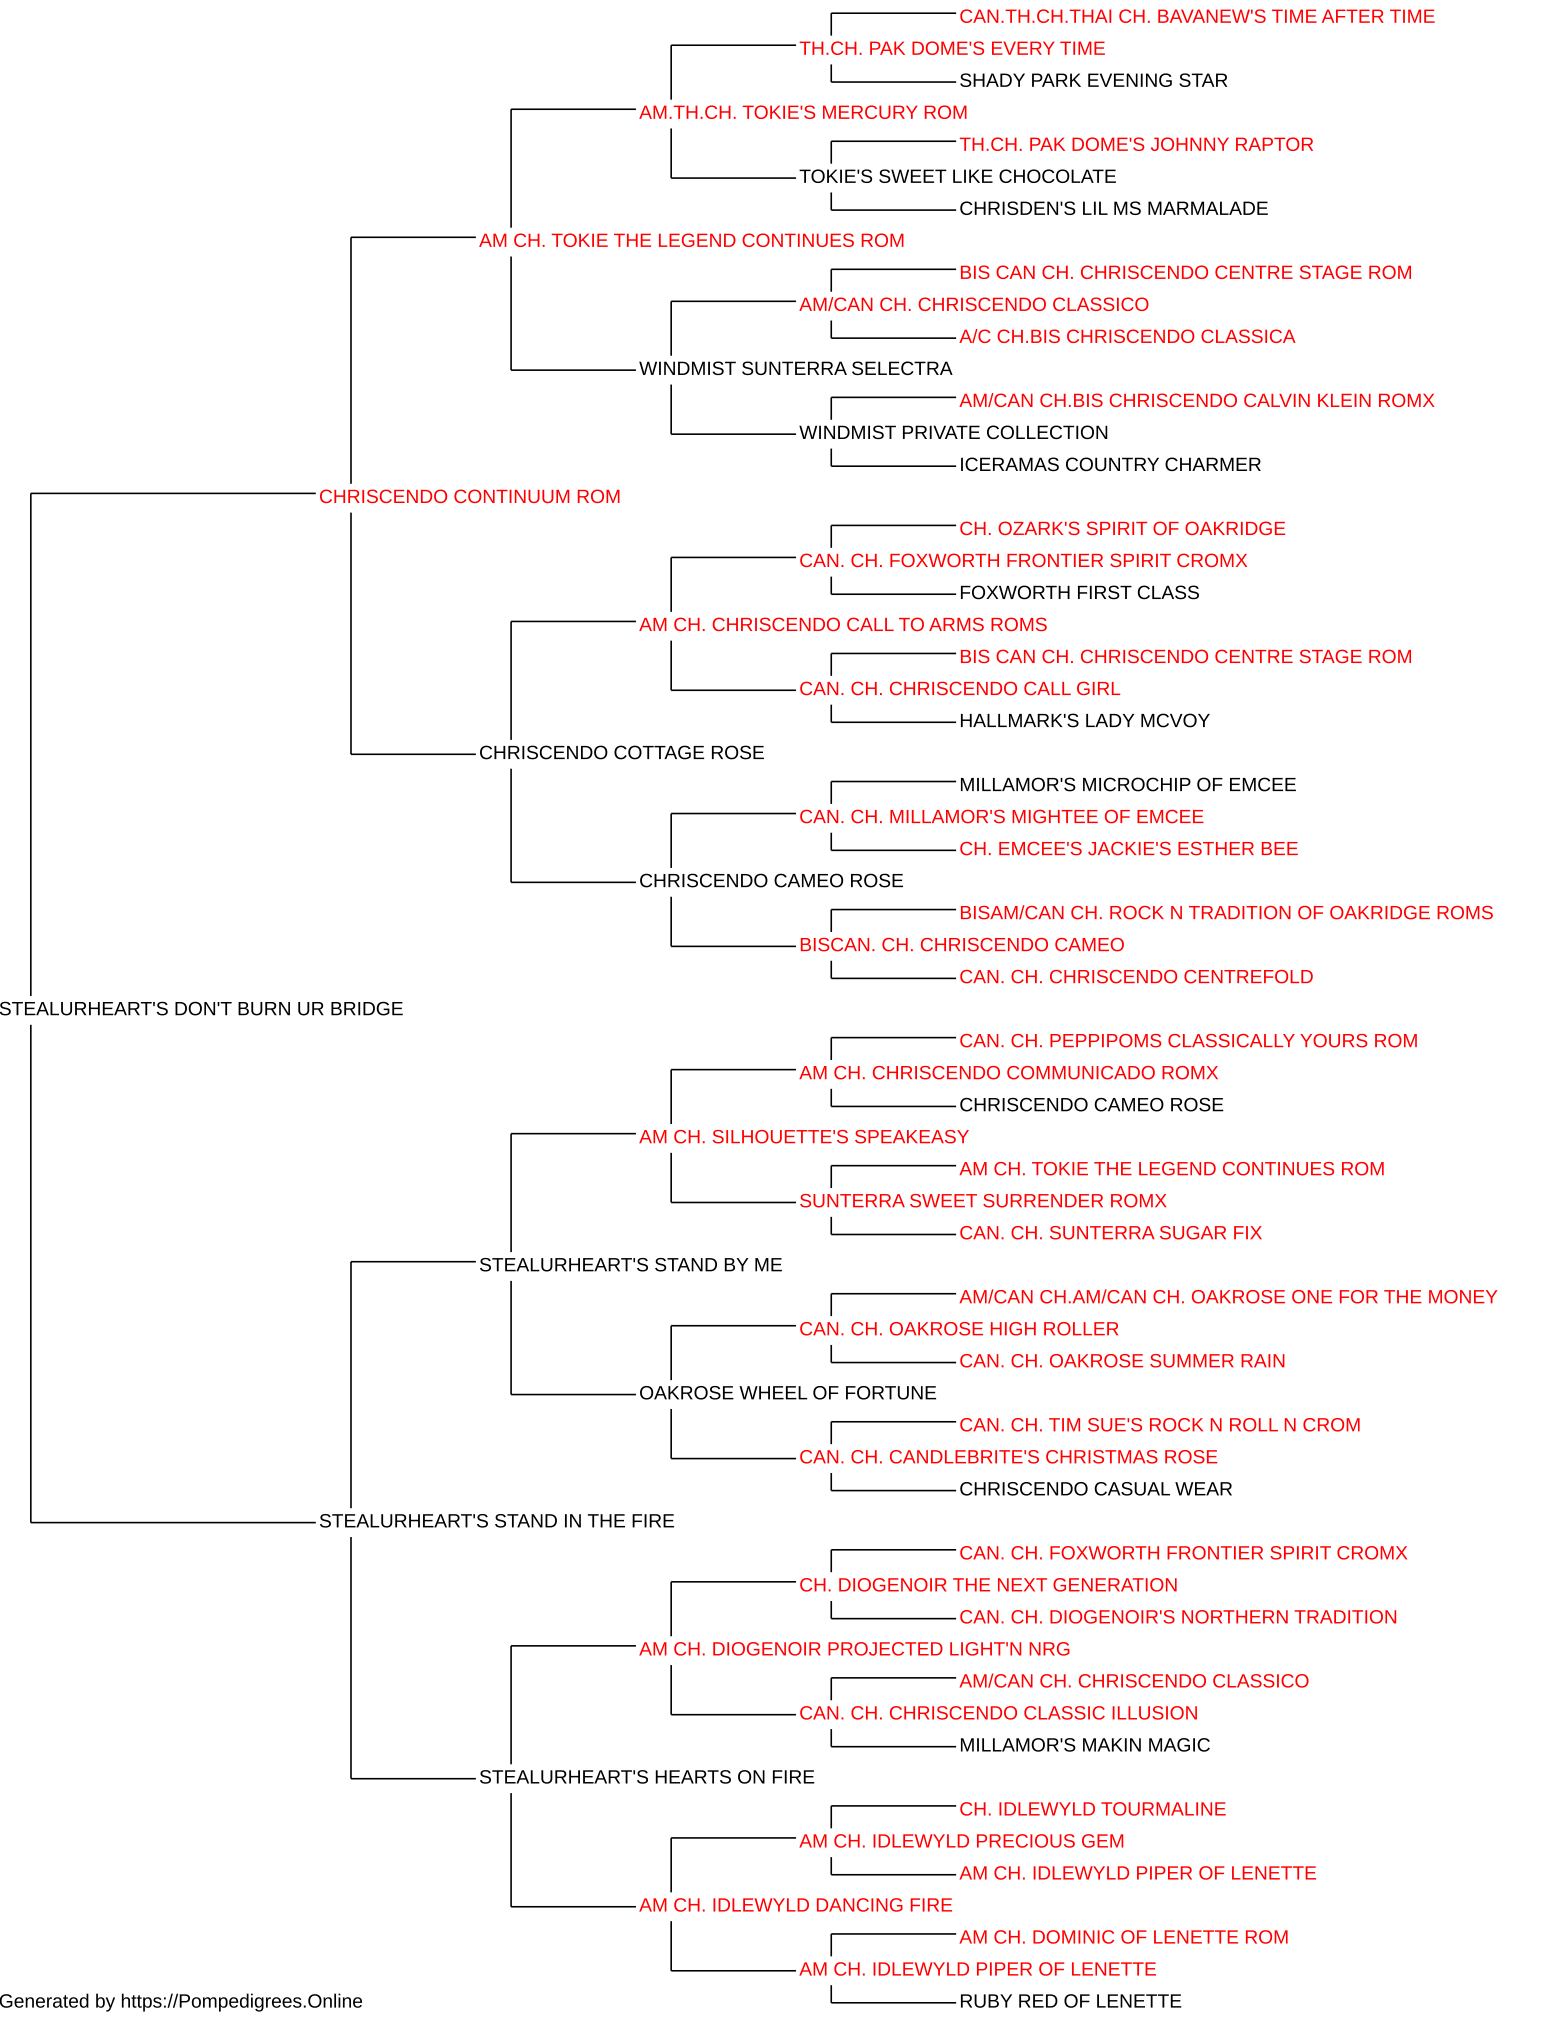 CAN.TH.CH.THAI CH. BAVANEW'S TIME AFTER TIME
TH.CH. PAK DOME'S EVERY TIME
SHADY PARK EVENING STAR
AM.TH.CH. TOKIE'S MERCURY ROM
TH.CH. PAK DOME'S JOHNNY RAPTOR
TOKIE'S SWEET LIKE CHOCOLATE
CHRISDEN'S LIL MS MARMALADE
AM CH. TOKIE THE LEGEND CONTINUES ROM
BIS CAN CH. CHRISCENDO CENTRE STAGE ROM
AM/CAN CH. CHRISCENDO CLASSICO
A/C CH.BIS CHRISCENDO CLASSICA
WINDMIST SUNTERRA SELECTRA
AM/CAN CH.BIS CHRISCENDO CALVIN KLEIN ROMX
WINDMIST PRIVATE COLLECTION
ICERAMAS COUNTRY CHARMER
CHRISCENDO CONTINUUM ROM
CH. OZARK'S SPIRIT OF OAKRIDGE
CAN. CH. FOXWORTH FRONTIER SPIRIT CROMX
FOXWORTH FIRST CLASS
AM CH. CHRISCENDO CALL TO ARMS ROMS
BIS CAN CH. CHRISCENDO CENTRE STAGE ROM
CAN. CH. CHRISCENDO CALL GIRL
HALLMARK'S LADY MCVOY
CHRISCENDO COTTAGE ROSE
MILLAMOR'S MICROCHIP OF EMCEE
CAN. CH. MILLAMOR'S MIGHTEE OF EMCEE
CH. EMCEE'S JACKIE'S ESTHER BEE
CHRISCENDO CAMEO ROSE
BISAM/CAN CH. ROCK N TRADITION OF OAKRIDGE ROMS
BISCAN. CH. CHRISCENDO CAMEO
CAN. CH. CHRISCENDO CENTREFOLD
STEALURHEART'S DON'T BURN UR BRIDGE
CAN. CH. PEPPIPOMS CLASSICALLY YOURS ROM
AM CH. CHRISCENDO COMMUNICADO ROMX
CHRISCENDO CAMEO ROSE
AM CH. SILHOUETTE'S SPEAKEASY
AM CH. TOKIE THE LEGEND CONTINUES ROM
SUNTERRA SWEET SURRENDER ROMX
CAN. CH. SUNTERRA SUGAR FIX
STEALURHEART'S STAND BY ME
AM/CAN CH.AM/CAN CH. OAKROSE ONE FOR THE MONEY
CAN. CH. OAKROSE HIGH ROLLER
CAN. CH. OAKROSE SUMMER RAIN
OAKROSE WHEEL OF FORTUNE
CAN. CH. TIM SUE'S ROCK N ROLL N CROM
CAN. CH. CANDLEBRITE'S CHRISTMAS ROSE
CHRISCENDO CASUAL WEAR
STEALURHEART'S STAND IN THE FIRE
CAN. CH. FOXWORTH FRONTIER SPIRIT CROMX
CH. DIOGENOIR THE NEXT GENERATION
CAN. CH. DIOGENOIR'S NORTHERN TRADITION
AM CH. DIOGENOIR PROJECTED LIGHT'N NRG
AM/CAN CH. CHRISCENDO CLASSICO
CAN. CH. CHRISCENDO CLASSIC ILLUSION
MILLAMOR'S MAKIN MAGIC
STEALURHEART'S HEARTS ON FIRE
CH. IDLEWYLD TOURMALINE
AM CH. IDLEWYLD PRECIOUS GEM
AM CH. IDLEWYLD PIPER OF LENETTE
AM CH. IDLEWYLD DANCING FIRE
AM CH. DOMINIC OF LENETTE ROM
AM CH. IDLEWYLD PIPER OF LENETTE
RUBY RED OF LENETTE
Generated by https://Pompedigrees.Online